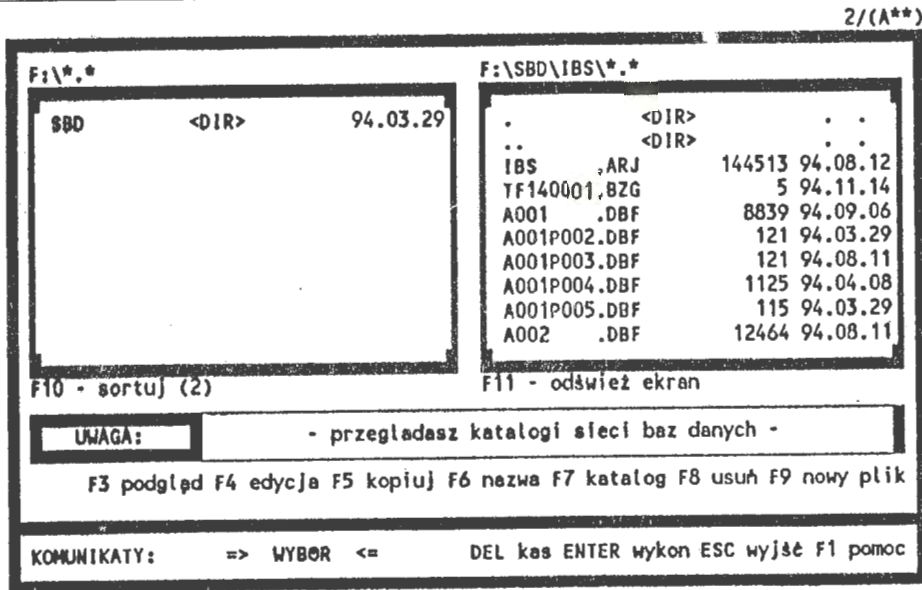 2/(A**)
F:\*.*
SBD <DIR> 94.03.29
F:\SBD\IBS\*.*
. <DIR> . .
.. <DIR> . .
IBS .ARJ 144513 94.08.12
TF140001.BZG 5 94.11.14
A001 .DBF 8839 94.09.06
A001P002.DBF 121 94.03.29
A001P003.DBF 121 94.08.11
A001P004.DBF 1125 94.04.08
A001P005.DBF 115 94.03.29
A002 .DBF 12464 94.08.11
F10 - sortuj (2)
F11 - odśwież ekran
UWAGA: - przegladasz katalogi sieci baz danych -
F3 podgląd F4 edycja F5 kopiuj F6 nazwa F7 katalog F8 usuń F9 nowy plik
KOMUNIKATY: => WYBOR <= DEL kas ENTER wykon ESC wyjść F1 pomoc